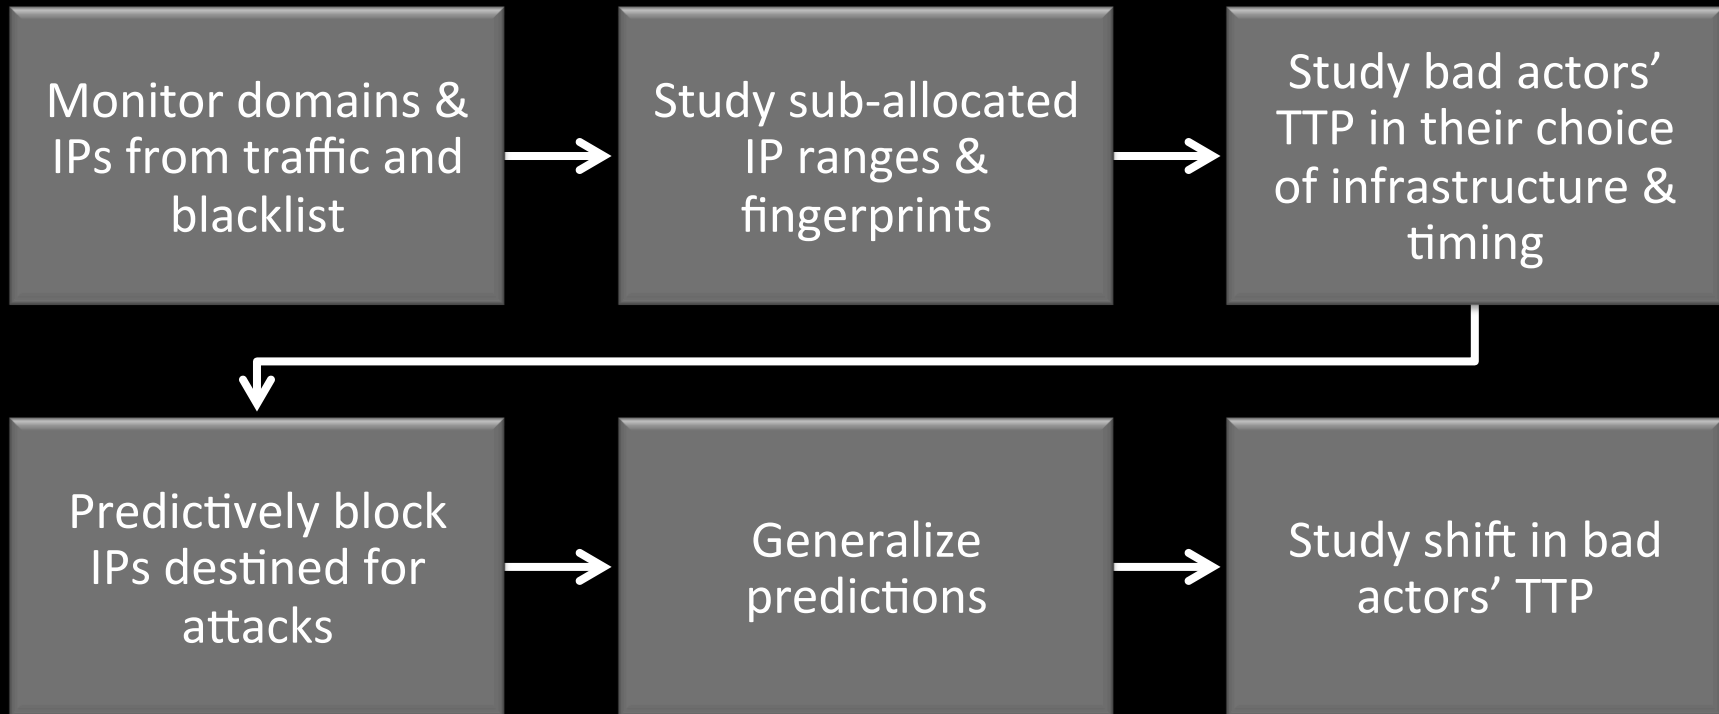 Monitor domains &
IPs from traffic and
blacklist
Study sub-allocated
IP ranges &
fingerprints
Study bad actors’
TTP in their choice
of infrastructure &
timing
Predictively block
IPs destined for
attacks
Generalize
predictions
Study shift in bad
actors’ TTP